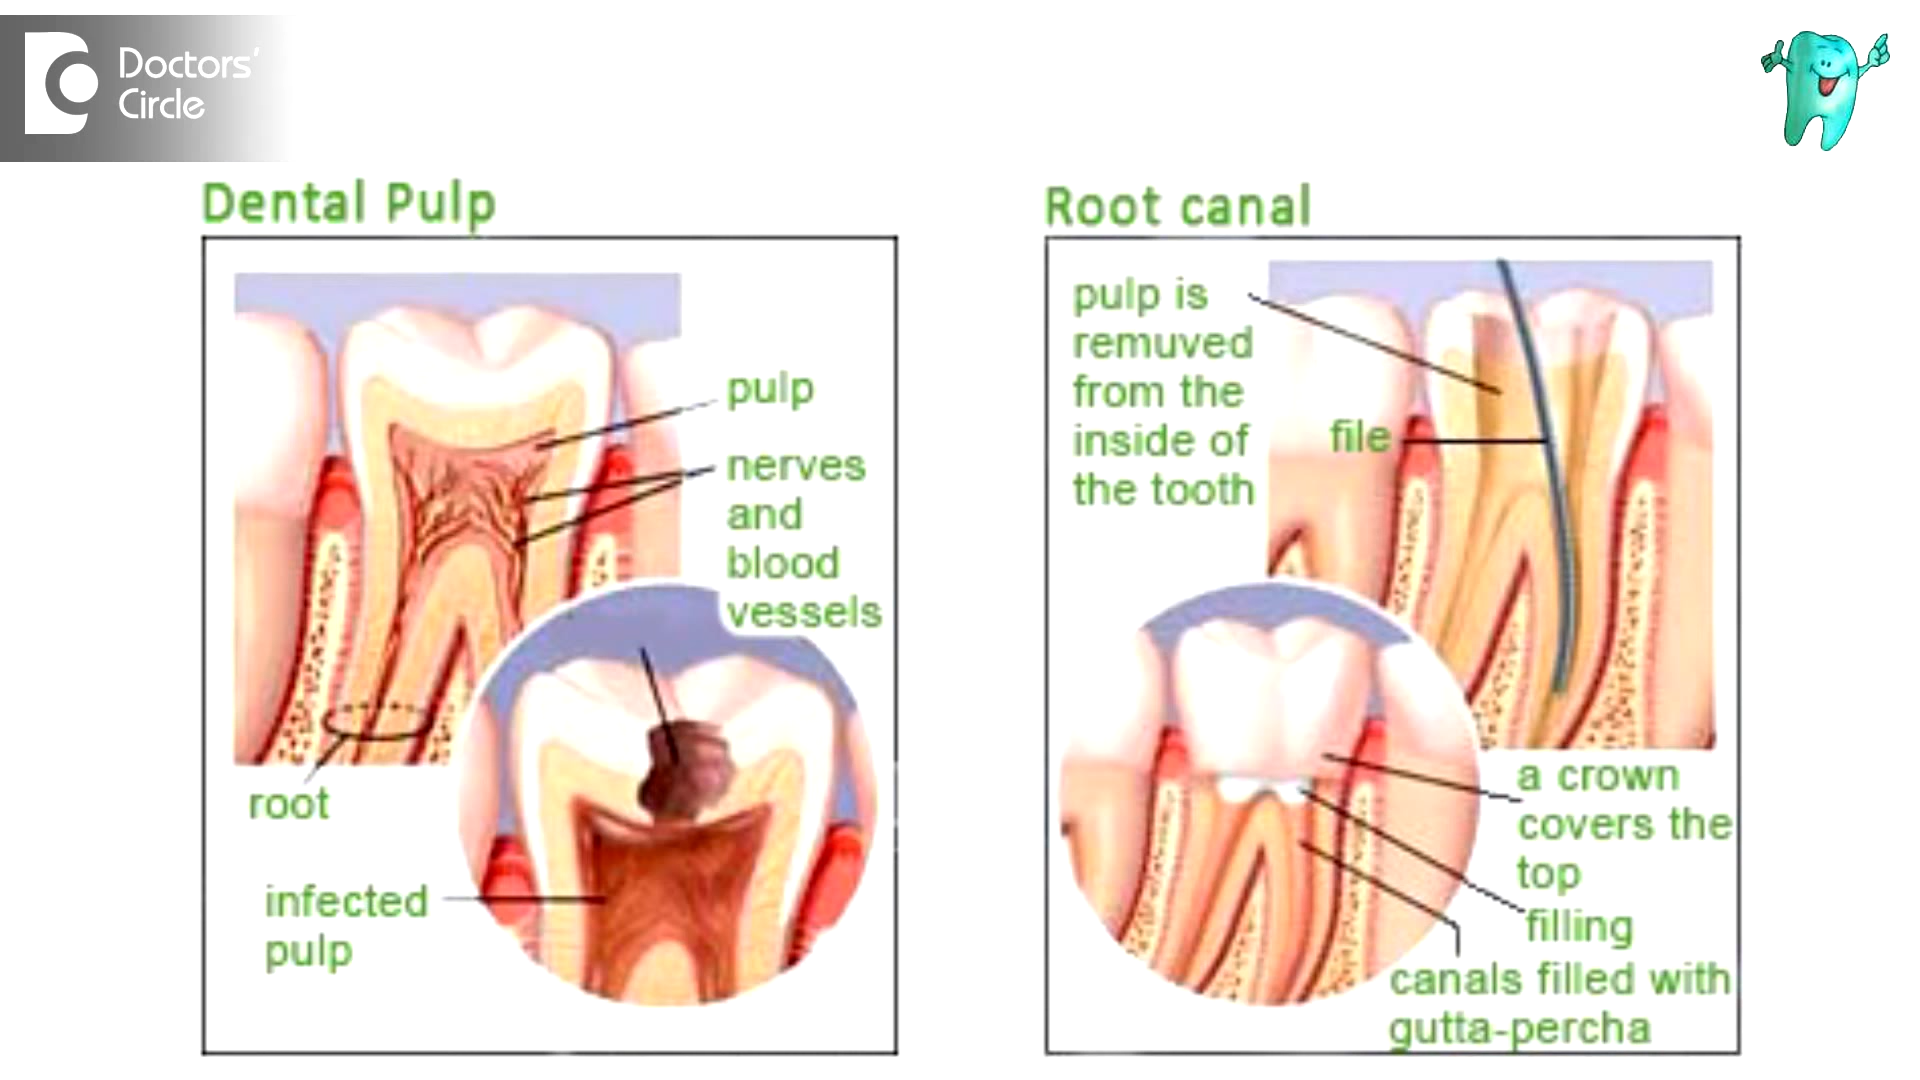 Doctors'
Circle
Dental Pulp
pulp
nerves
and
blood
vessels
root
infected
pulp
Root canal
pulp is
remuved
from the
inside of
the tooth
file
a crown
covers the
top
filling
canals filled with
gutta-percha